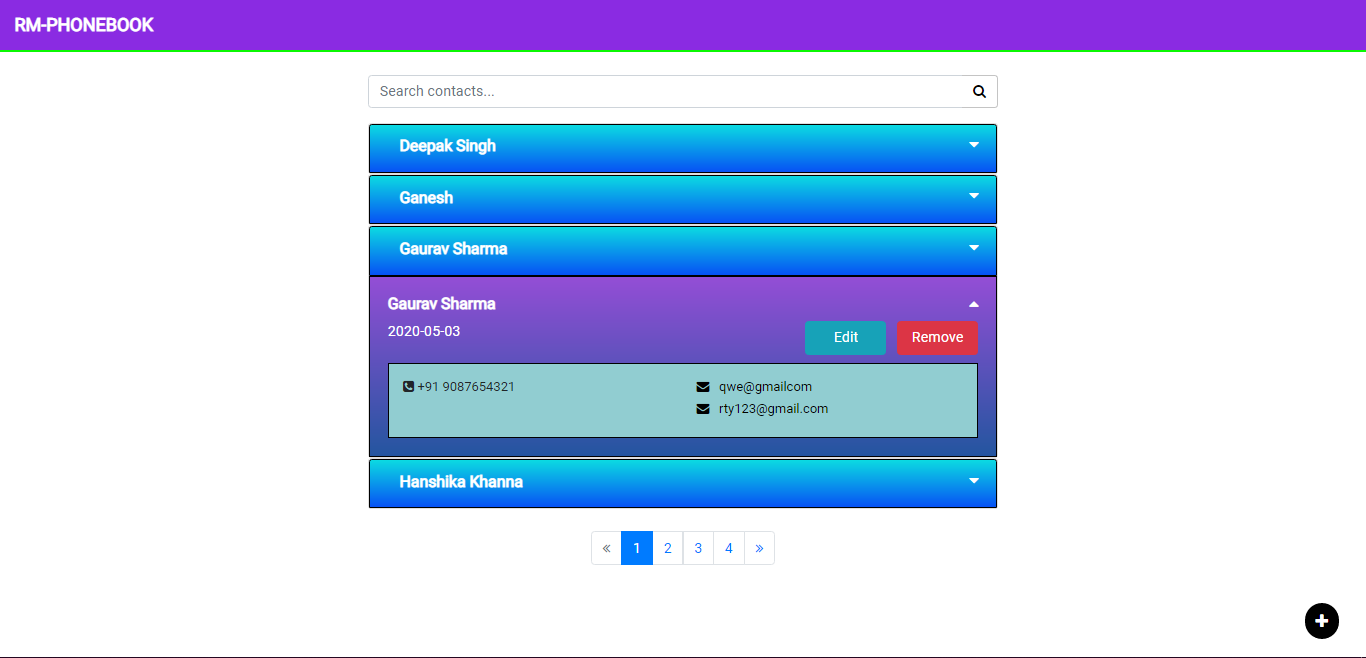 RM-PHONEBOOK
Search contacts...
Deepak Singh
Ganesh
Gaurav Sharma
Gaurav Sharma
2020-05-03
Edit Remove
+91 9087654321 qwe@gmailcom
rty123@gmail.com
Hanshika Khanna
« 1 2 3 4 »